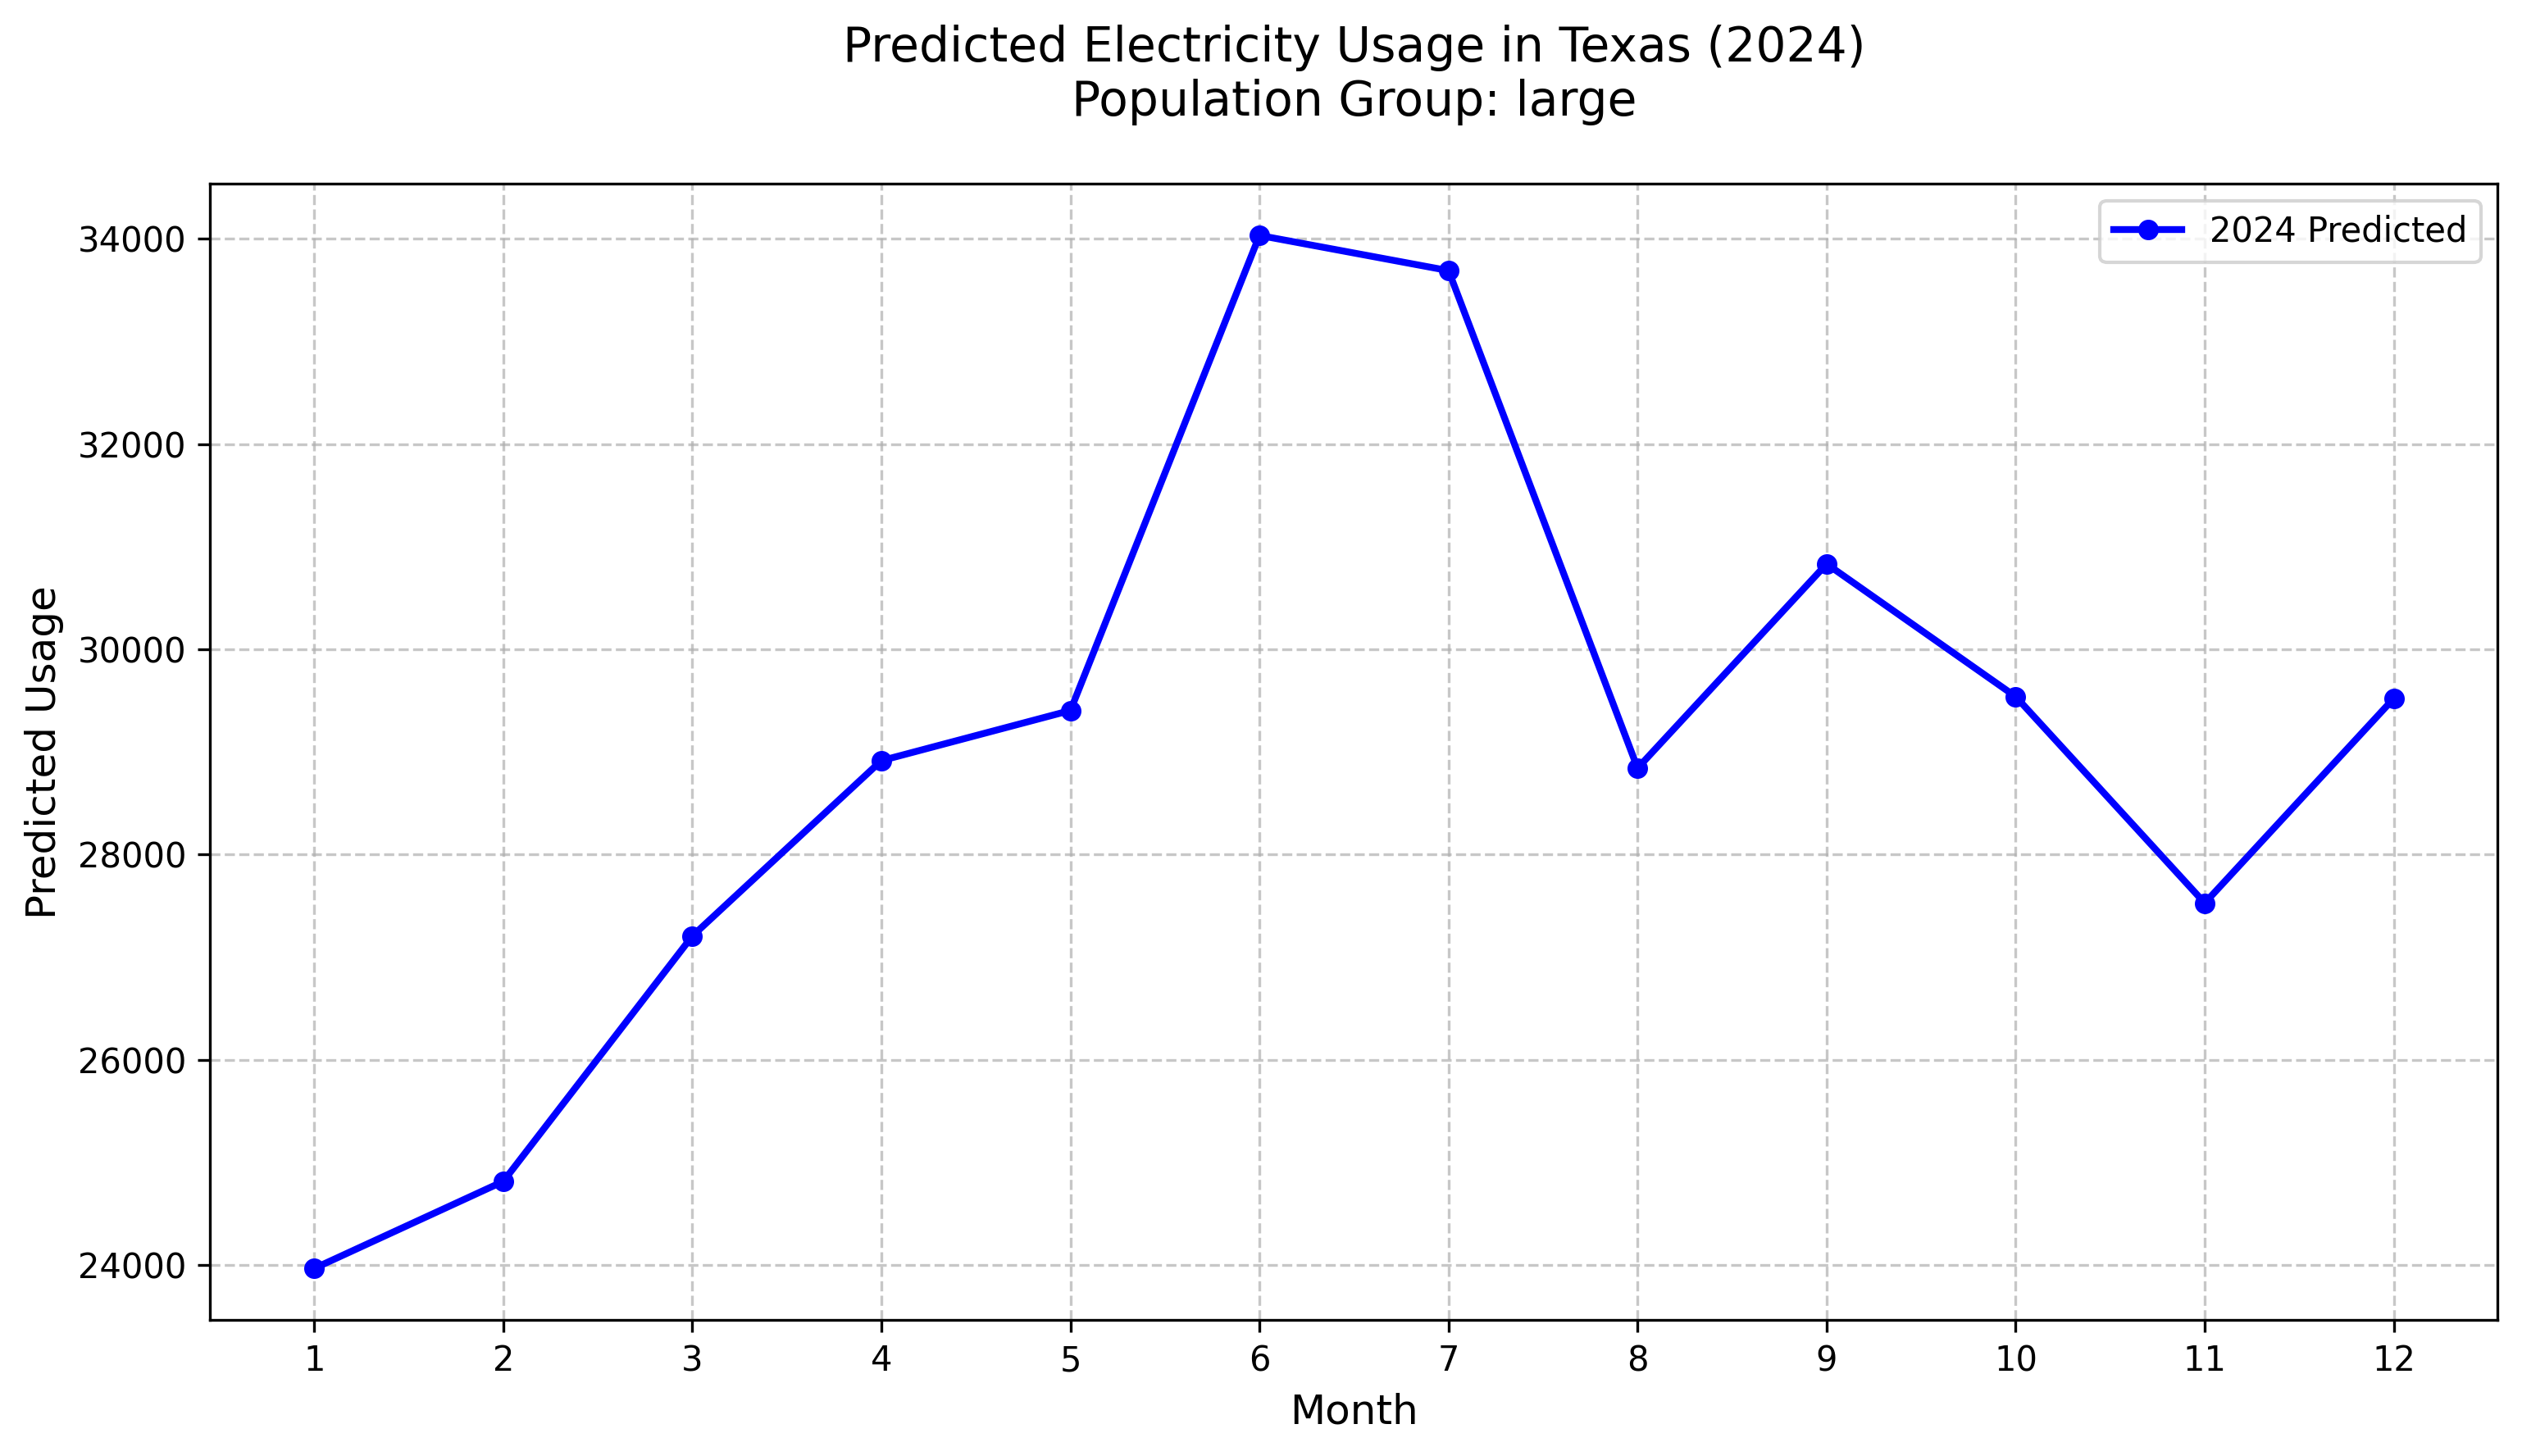 Predicted Electricity Usage in Texas (2024)
Population Group: large
2024 Predicted
Predicted Usage
34000
32000
30000
28000
26000
24000
1 2 3 4 5 6 7 8 9 10 11 12
Month